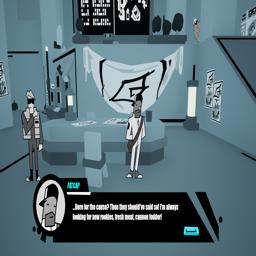 FATCAP
...Here for the cause? Then they should've said so! I'm always
looking for new rookies, fresh meat, cannon fodder!